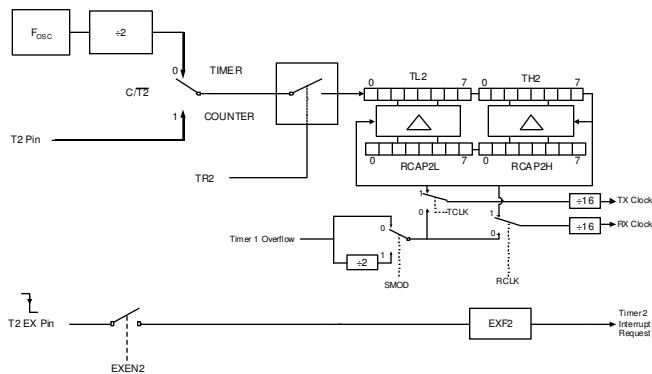 FOSC
÷2
0
TIMER
C/T2
1
COUNTER
T2 Pin
TR2
0
TL2
7
0
TH2
7
0
RCAP2L
7
0
RCAP2H
7
1
0
TCLK
÷16
TX Clock
1
0
÷16
RX Clock
RCLK
Timer 1 Overflow
0
÷2
1
SMOD
T2 EX Pin
EXEN2
EXF2
Timer 2
Interrupt
Request